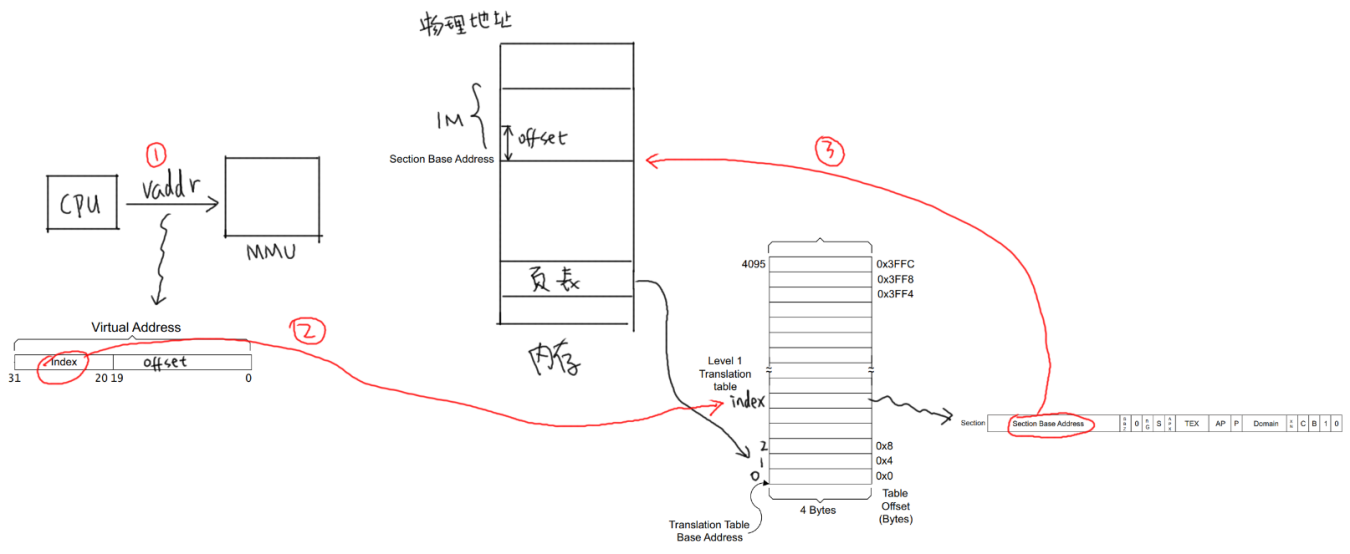 物理地址
1M
offset
Section Base Address
①
vaddr
CPU
MMU
页表
内存
Virtual Address
②
Index
offset
31
20 19
0
③
4095
0x3FFC
0x3FF8
0x3FF4
Level 1
Translation
table
index
2
0x8
1
0x4
0
0x0
4 Bytes
Table
Offset
(Bytes)
Translation Table
Base Address
Section
Section Base Address
0
S
TEX
AP
P
Domain
C
B
1
0